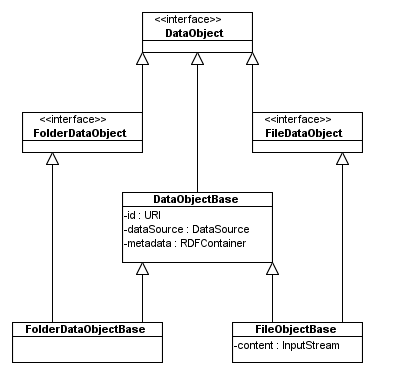 <<interface>>
DataObject
<<interface>>
FolderDataObject
<<interface>>
FileDataObject
DataObjectBase
-id : URI
-dataSource : DataSource
-metadata : RDFContainer
FolderDataObjectBase
FileObjectBase
-content : InputStream